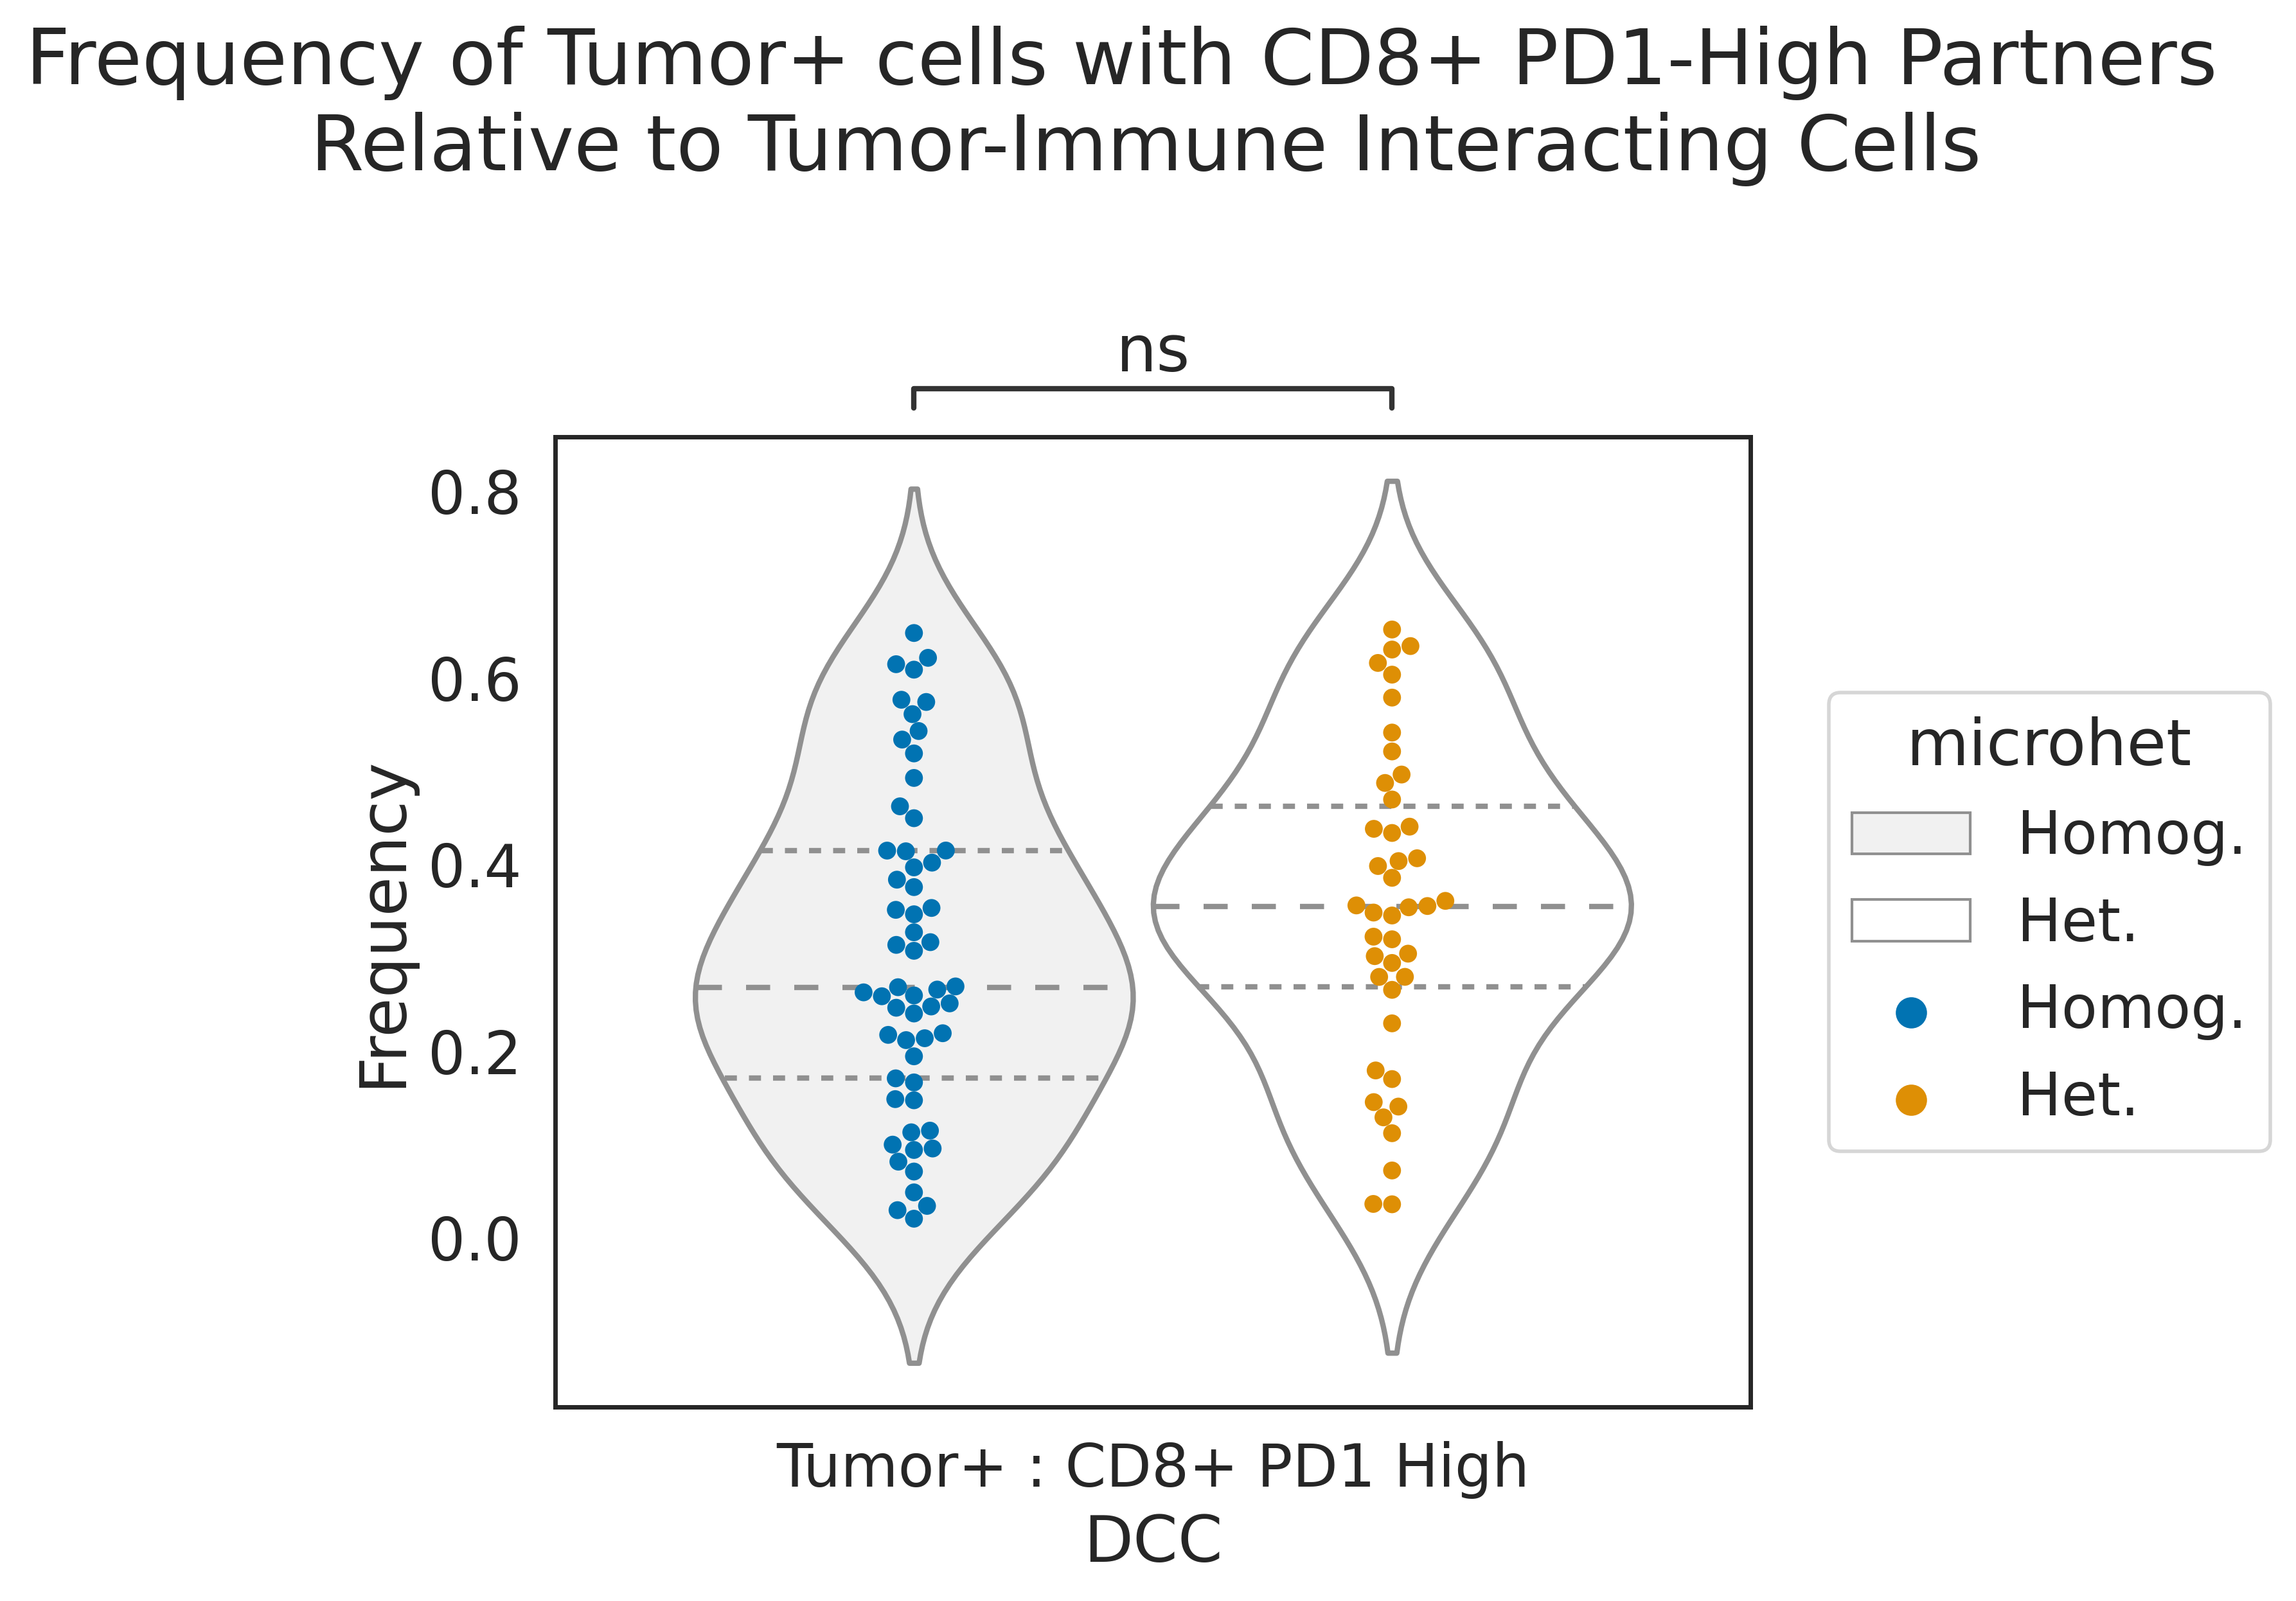 Frequency of Tumor+ cells with CD8+ PD1-High Partners
Relative to Tumor-Immune Interacting Cells
ns
0.8
0.6
0.4
0.2
0.0
Frequency
microhet
Homog.
Het.
Homog.
Het.
Tumor+ : CD8+ PD1 High
DCC